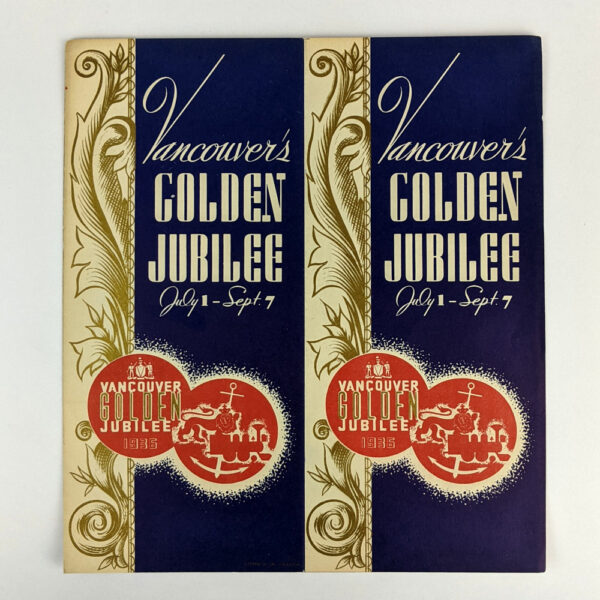 Vancouver's
GOLDEN
JUBILEE
July 1 - Sept. 7
VANCOUVER
GOLDEN
JUBILEE
1936
Vancouver's
GOLDEN
JUBILEE
July 1 - Sept. 7
VANCOUVER
GOLDEN
JUBILEE
1936